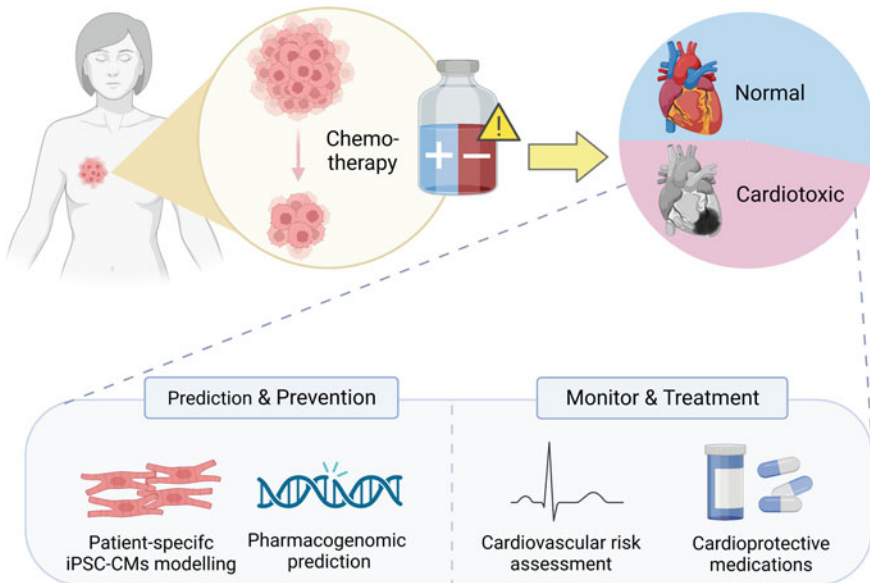 Chemo-
therapy
+ −
!
Normal
Cardiotoxic
Prediction & Prevention
Monitor & Treatment
Patient-specifc
iPSC-CMs modelling
Pharmacogenomic
prediction
Cardiovascular risk
assessment
Cardioprotective
medications